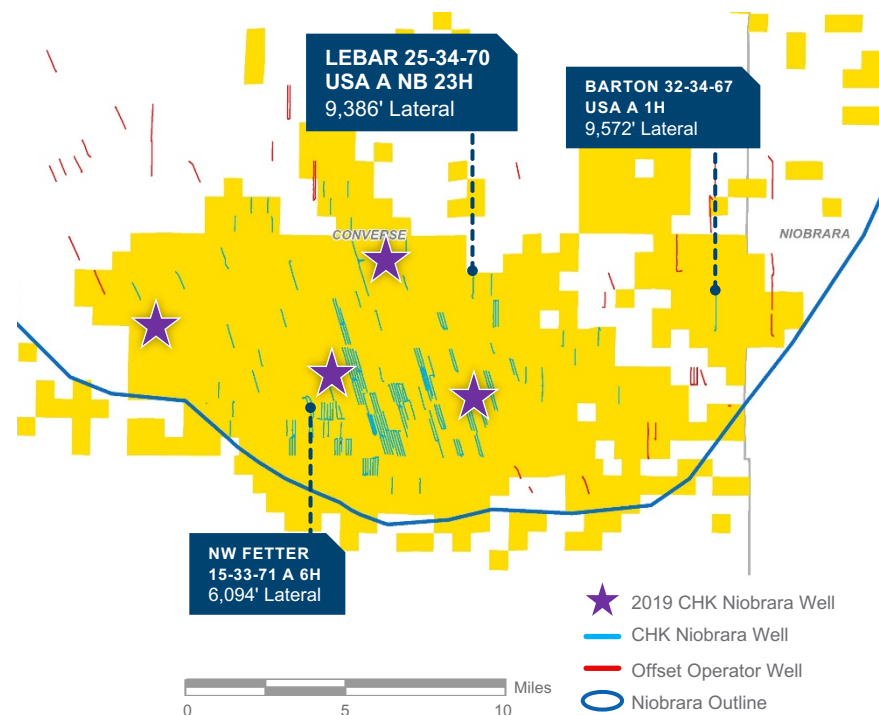 LEBAR 25-34-70
USA A NB 23H
9,386' Lateral
BARTON 32-34-67
USA A 1H
9,572' Lateral
CONVERSE
NIOBRARA
NW FETTER
15-33-71 A 6H
6,094' Lateral
2019 CHK Niobrara Well
CHK Niobrara Well
Offset Operator Well
Niobrara Outline
Miles
0 5 10